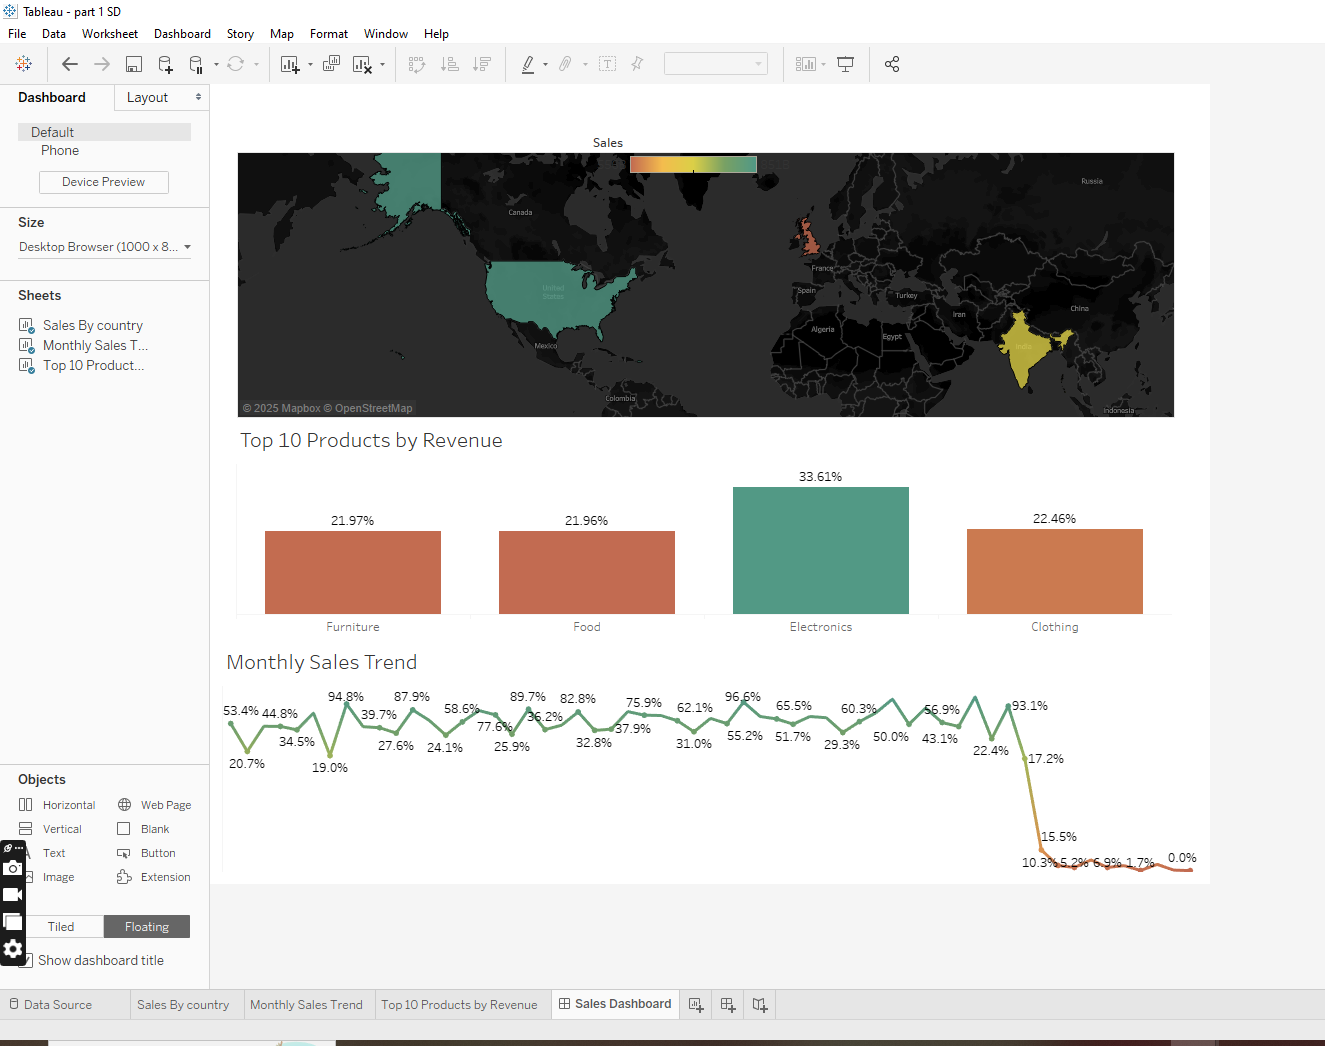 Tableau - part 1 SD
File Data Worksheet Dashboard Story Map Format Window Help
Dashboard Layout
Default
Phone
Device Preview
Size
Desktop Browser (1000 x 8...
Sheets
Sales By country
Monthly Sales T...
Top 10 Product...
Objects
Horizontal Web Page
Vertical Blank
Text Button
Image Extension
Tiled Floating
Show dashboard title
Sales
Russia
Canada
United States
France
Spain
Turkey
China
Iran
Algeria
Egypt
India
Mexico
Colombia
Indonesia
© 2025 Mapbox © OpenStreetMap
Top 10 Products by Revenue
21.97% 21.96% 33.61% 22.46%
Furniture Food Electronics Clothing
Monthly Sales Trend
53.4% 20.7% 44.8% 34.5% 19.0% 94.8% 39.7% 27.6% 87.9% 24.1% 58.6% 77.6% 25.9% 89.7% 36.2% 82.8% 32.8% 37.9% 75.9% 62.1% 31.0% 55.2% 96.6% 51.7% 65.5% 29.3% 60.3% 50.0% 56.9% 43.1% 22.4% 93.1% 17.2% 15.5% 10.3% 5.2% 6.9% 1.7% 0.0%
Data Source Sales By country Monthly Sales Trend Top 10 Products by Revenue Sales Dashboard